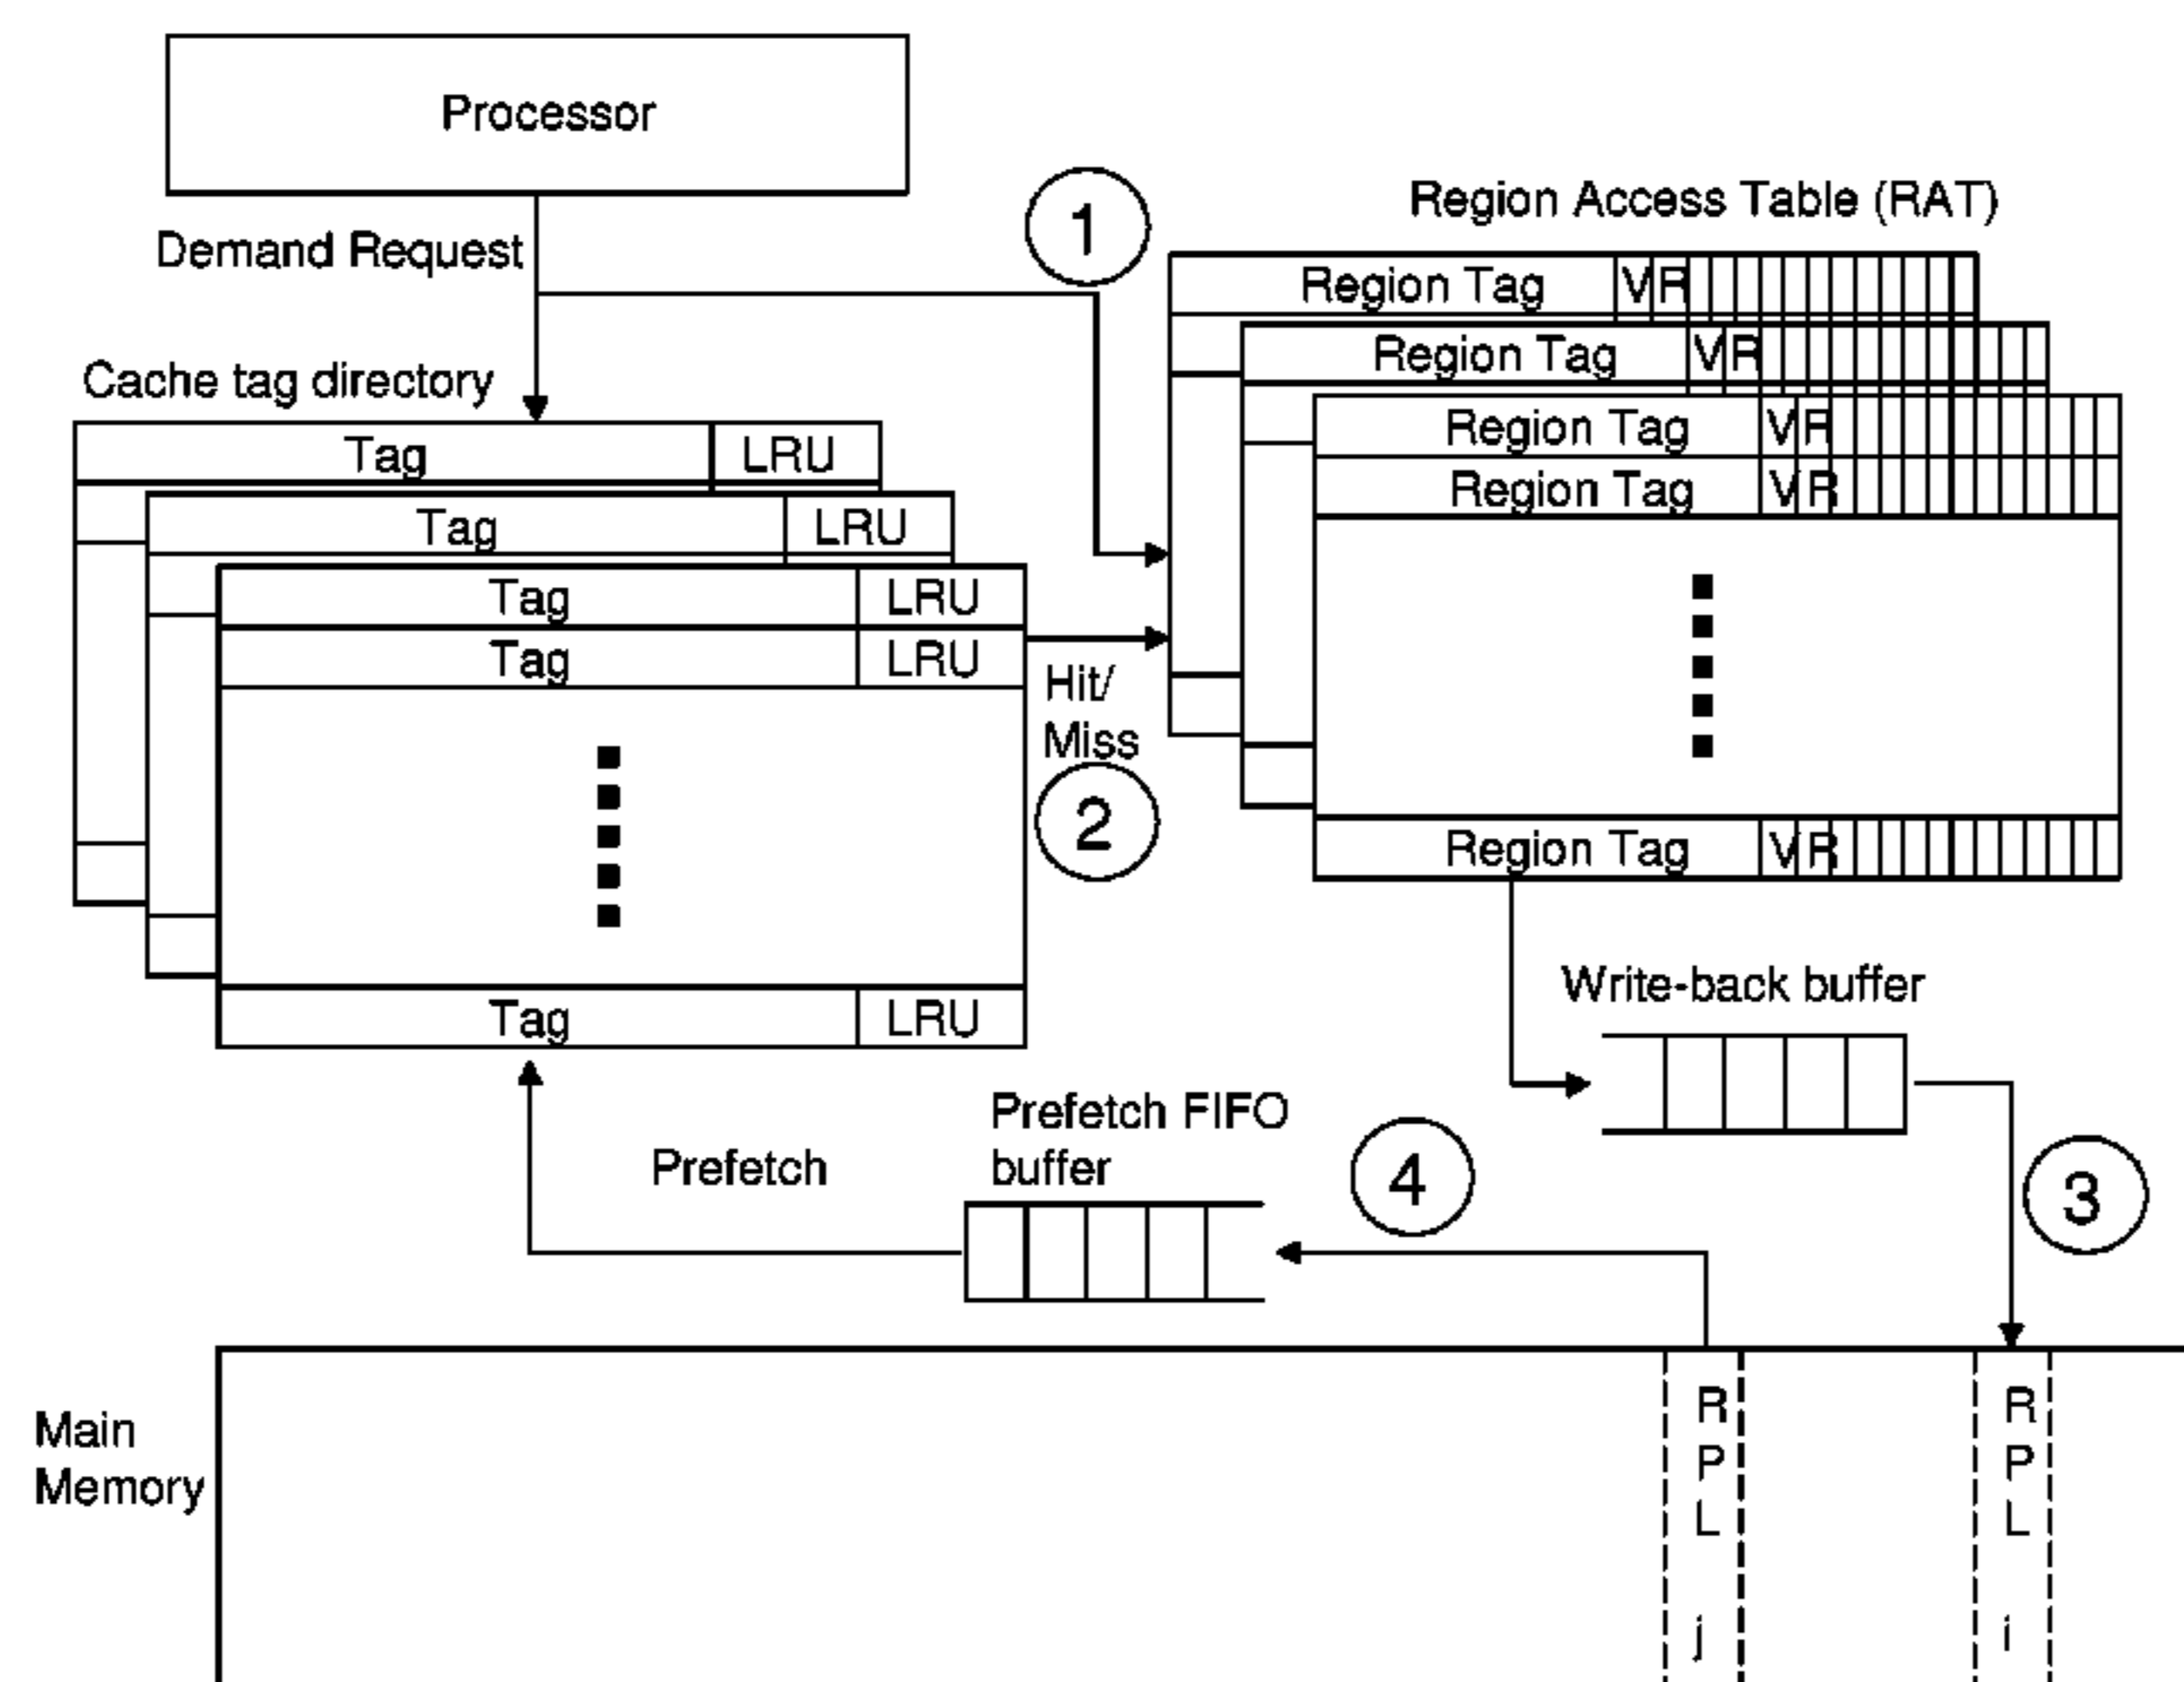 Processor
Demand Request
1
Region Access Table (RAT)
Region Tag V R
Region Tag V R
Region Tag V R
Region Tag V R
Region Tag V R
Cache tag directory
Tag LRU
Tag LRU
Tag LRU
Tag LRU
Tag LRU
Hit/
Miss
2
Write-back buffer
3
Prefetch FIFO
buffer
4
Prefetch
Main
Memory
R
P
L
j
R
P
L
i